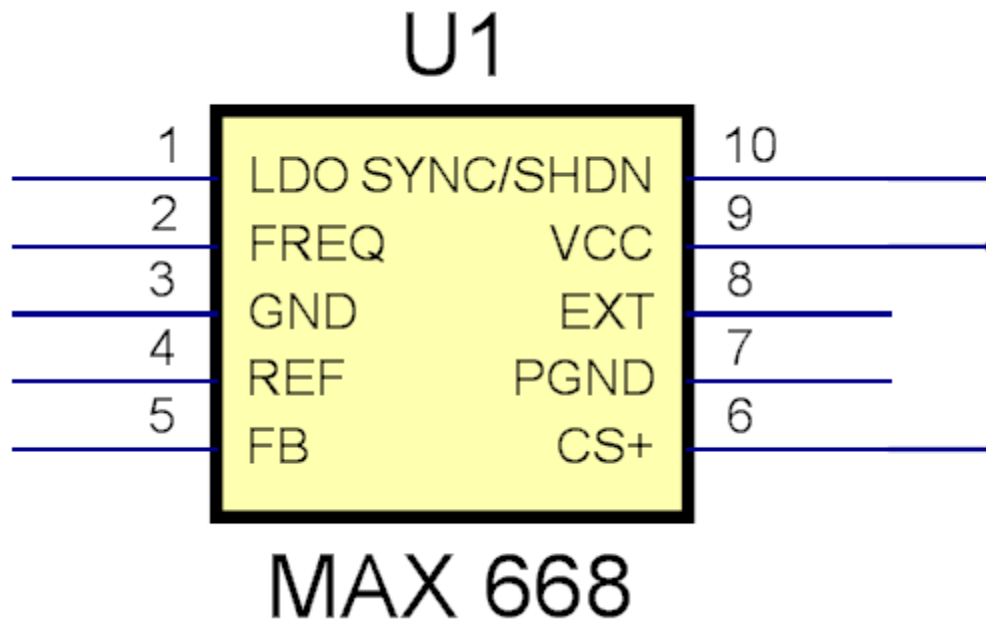 U1
1 LDO SYNC/SHDN 10
2 FREQ VCC 9
3 GND EXT 8
4 REF PGND 7
5 FB CS+ 6
MAX 668